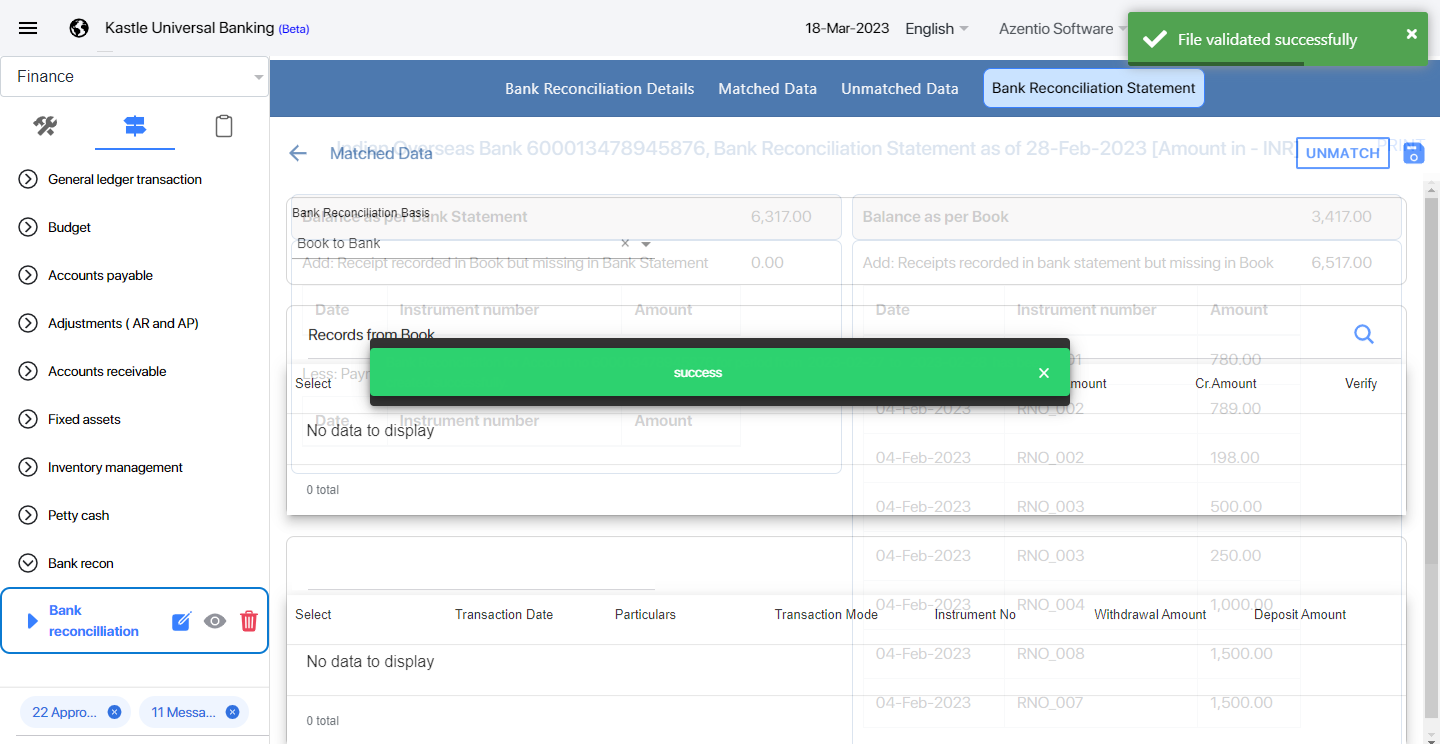 Kastle Universal Banking (Beta)
18-Mar-2023 English Azentio Software
File validated successfully
Finance
Bank Reconciliation Details Matched Data Unmatched Data Bank Reconciliation Statement
Indian Overseas Bank 600013478945876, Bank Reconciliation Statement as of 28-Feb-2023 [Amount in - INR]
PRINT
Matched Data
UNMATCH
General ledger transaction
Budget
Accounts payable
Adjustments ( AR and AP)
Accounts receivable
Fixed assets
Inventory management
Petty cash
Bank recon
Bank
reconcilliation
22 Appro... 11 Messa...
Bank Reconciliation Basis
Balance as per Bank Statement 6,317.00 Balance as per Book 3,417.00
Book to Bank
Add: Receipt recorded in Book but missing in Bank Statement 0.00 Add: Receipts recorded in bank statement but missing in Book 6,517.00
Date Instrument number Amount Date Instrument number Amount
Records from Book
success
780.00
Select Cr.Amount Verify
04-Feb-2023 RNO_002 789.00
Date Instrument number Amount
No data to display
04-Feb-2023 RNO_002 198.00
0 total
04-Feb-2023 RNO_003 500.00
04-Feb-2023 RNO_003 250.00
04-Feb-2023 RNO_004 1,000.00
Select Transaction Date Particulars Transaction Mode Instrument No Withdrawal Amount Deposit Amount
04-Feb-2023 RNO_008 1,500.00
No data to display
04-Feb-2023 RNO_007 1,500.00
0 total